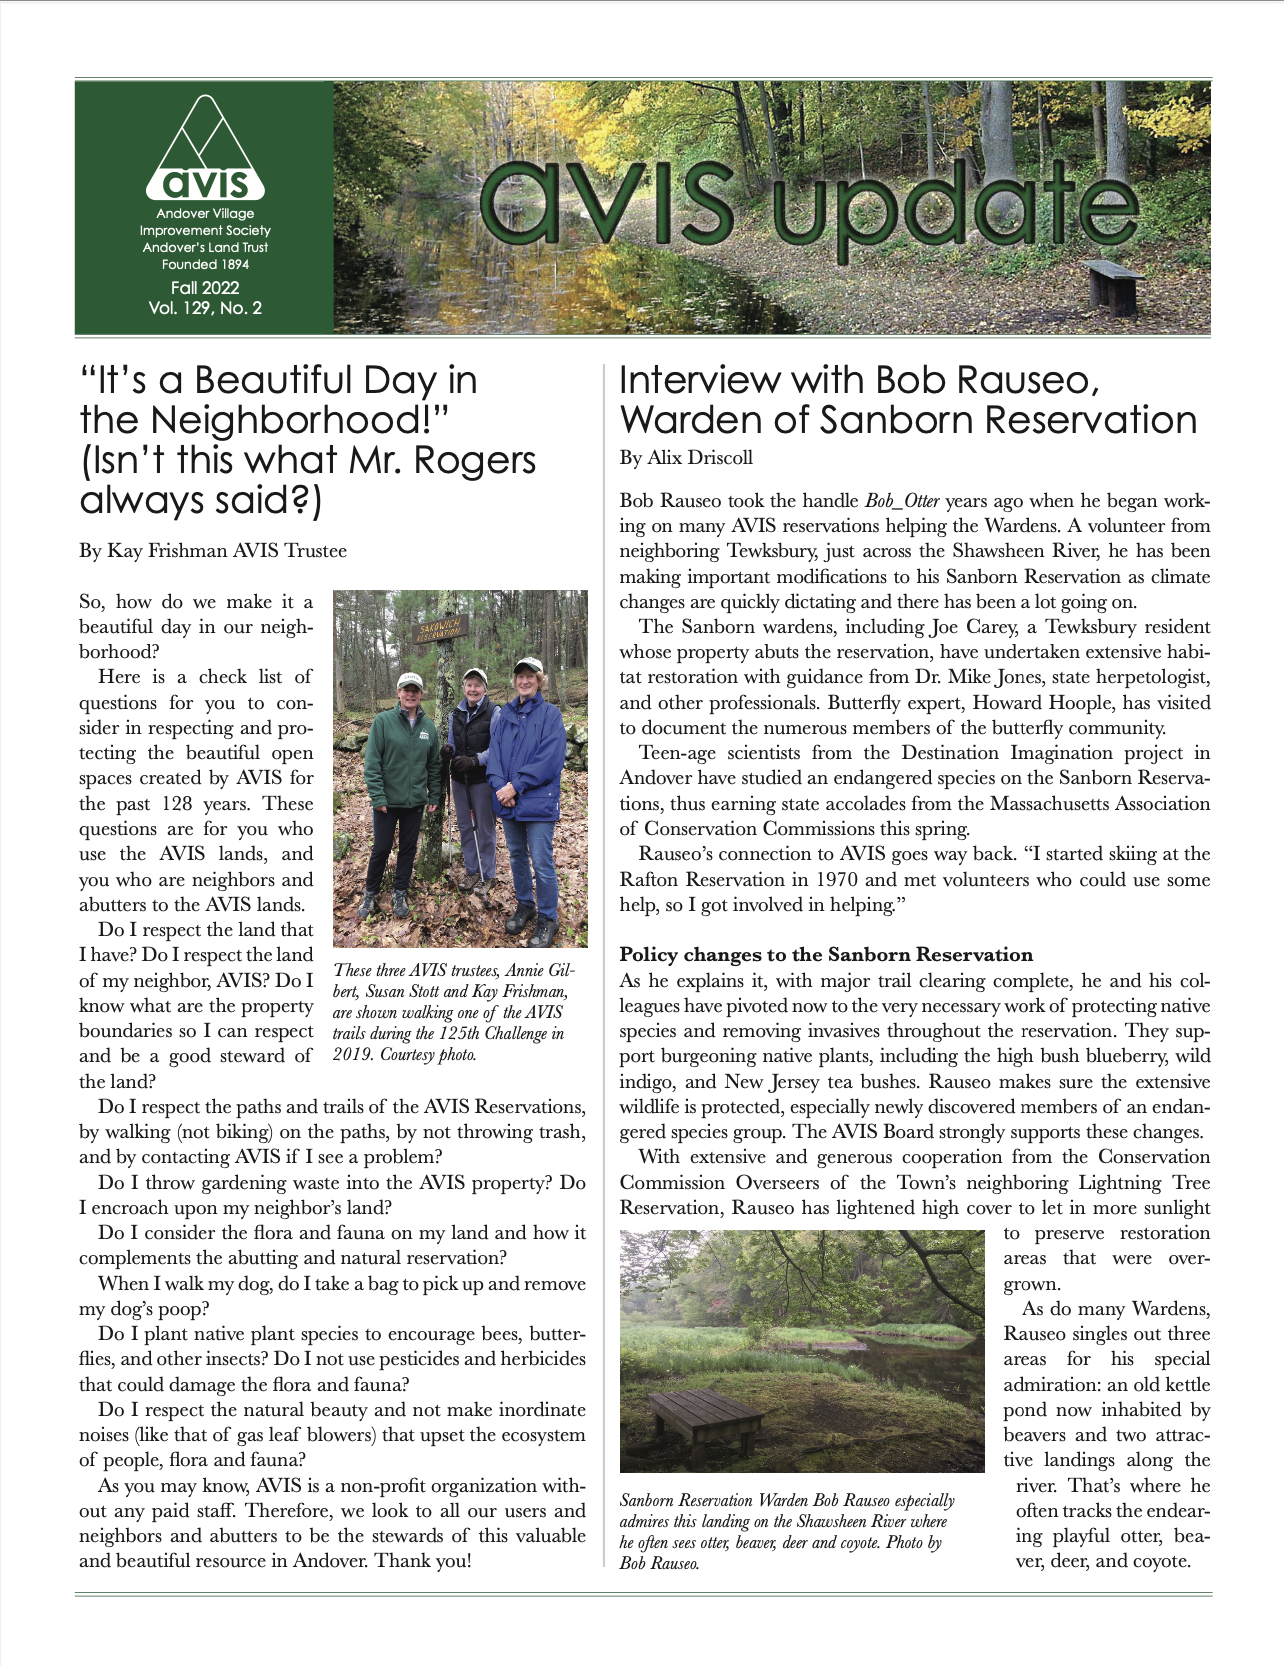 avis
Andover Village
Improvement Society
Andover's Land Trust
Founded 1894
Fall 2022
Vol. 129, No. 2
avis update
“It’s a Beautiful Day in
the Neighborhood!”
(Isn’t this what Mr. Rogers
always said?)
By Kay Frishman AVIS Trustee
So, how do we make it a
beautiful day in our neigh-
borhood?
Here is a check list of
questions for you to con-
sider in respecting and pro-
tecting the beautiful open
spaces created by AVIS for
the past 128 years. These
questions are for you who
use the AVIS lands, and
you who are neighbors and
abutters to the AVIS lands.
Do I respect the land that
I have? Do I respect the land
of my neighbor, AVIS? Do I
know what are the property
boundaries so I can respect
and be a good steward of
the land?
SAKOWICH
RESERVATION
These three AVIS trustees, Annie Gil-
bert, Susan Stott and Kay Frishman,
are shown walking one of the AVIS
trails during the 125th Challenge in
2019. Courtesy photo.
Do I respect the paths and trails of the AVIS Reservations,
by walking (not biking) on the paths, by not throwing trash,
and by contacting AVIS if I see a problem?
Do I throw gardening waste into the AVIS property? Do
I encroach upon my neighbor’s land?
Do I consider the flora and fauna on my land and how it
complements the abutting and natural reservation?
When I walk my dog, do I take a bag to pick up and remove
my dog’s poop?
Do I plant native plant species to encourage bees, butter-
flies, and other insects? Do I not use pesticides and herbicides
that could damage the flora and fauna?
Do I respect the natural beauty and not make inordinate
noises (like that of gas leaf blowers) that upset the ecosystem
of people, flora and fauna?
As you may know, AVIS is a non-profit organization with-
out any paid staff. Therefore, we look to all our users and
neighbors and abutters to be the stewards of this valuable
and beautiful resource in Andover. Thank you!
Interview with Bob Rauseo,
Warden of Sanborn Reservation
By Alix Driscoll
Bob Rauseo took the handle Bob_Otter years ago when he began work-
ing on many AVIS reservations helping the Wardens. A volunteer from
neighboring Tewksbury, just across the Shawsheen River, he has been
making important modifications to his Sanborn Reservation as climate
changes are quickly dictating and there has been a lot going on.
The Sanborn wardens, including Joe Carey, a Tewksbury resident
whose property abuts the reservation, have undertaken extensive habi-
tat restoration with guidance from Dr. Mike Jones, state herpetologist,
and other professionals. Butterfly expert, Howard Hoople, has visited
to document the numerous members of the butterfly community.
Teen-age scientists from the Destination Imagination project in
Andover have studied an endangered species on the Sanborn Reserva-
tions, thus earning state accolades from the Massachusetts Association
of Conservation Commissions this spring.
Rauseo’s connection to AVIS goes way back. “I started skiing at the
Rafton Reservation in 1970 and met volunteers who could use some
help, so I got involved in helping.”
Policy changes to the Sanborn Reservation
As he explains it, with major trail clearing complete, he and his col-
leagues have pivoted now to the very necessary work of protecting native
species and removing invasives throughout the reservation. They sup-
port burgeoning native plants, including the high bush blueberry, wild
indigo, and New Jersey tea bushes. Rauseo makes sure the extensive
wildlife is protected, especially newly discovered members of an endan-
gered species group. The AVIS Board strongly supports these changes.
With extensive and generous cooperation from the Conservation
Commission Overseers of the Town’s neighboring Lightning Tree
Reservation, Rauseo has lightened high cover to let in more sunlight
to preserve restoration
areas that were over-
grown.
As do many Wardens,
Rauseo singles out three
areas for his special
admiration: an old kettle
pond now inhabited by
beavers and two attrac-
tive landings along the
river. That’s where he
often tracks the endear-
ing playful otter, bea-
ver, deer, and coyote.
Sanborn Reservation Warden Bob Rauseo especially
admires this landing on the Shawsheen River where
he often sees otter, beaver, deer and coyote. Photo by
Bob Rauseo.